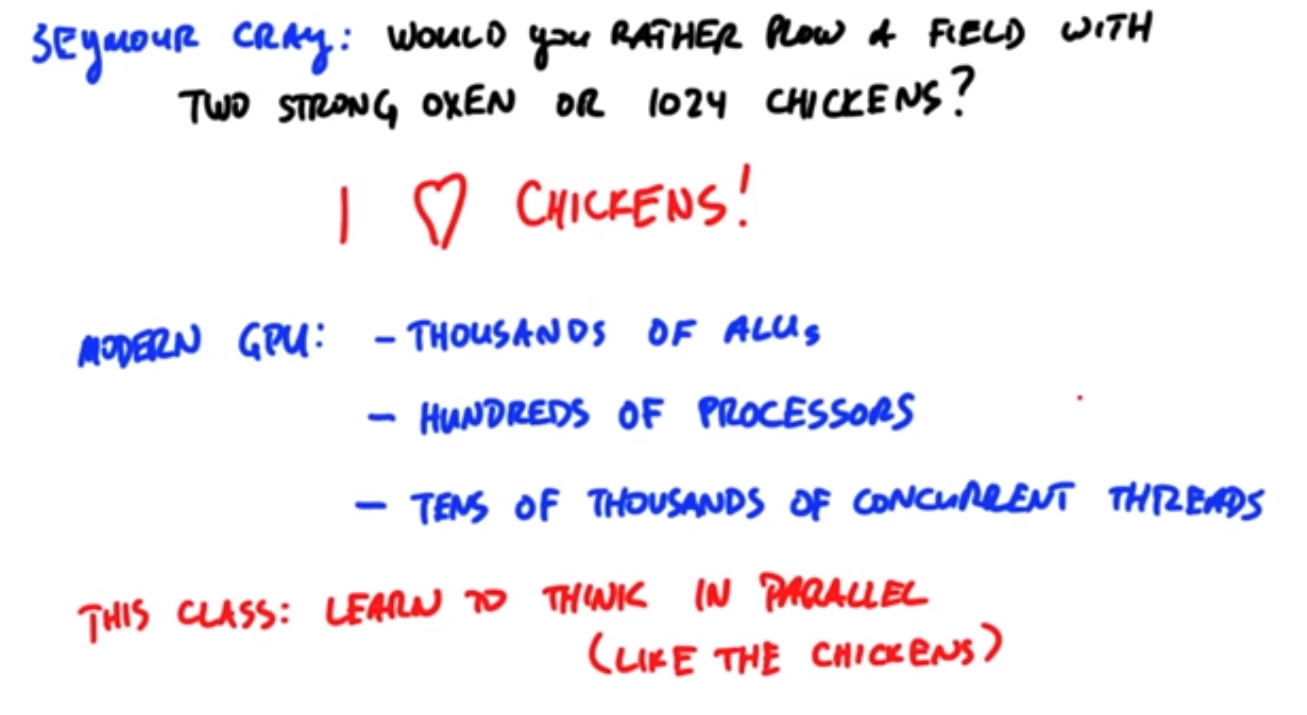 SEYMOUR CRAY: WOULD you RATHER PLOW A FIELD WITH
TWO STRONG OXEN OR 1024 CHICKENS?
I ♡ CHICKENS!
MODERN GPU: - THOUSANDS OF ALUs
- HUNDREDS OF PROCESSORS
- TENS OF THOUSANDS OF CONCURRENT THREADS
THIS CLASS: LEARN TO THINK IN PARALLEL
(LIKE THE CHICKENS)